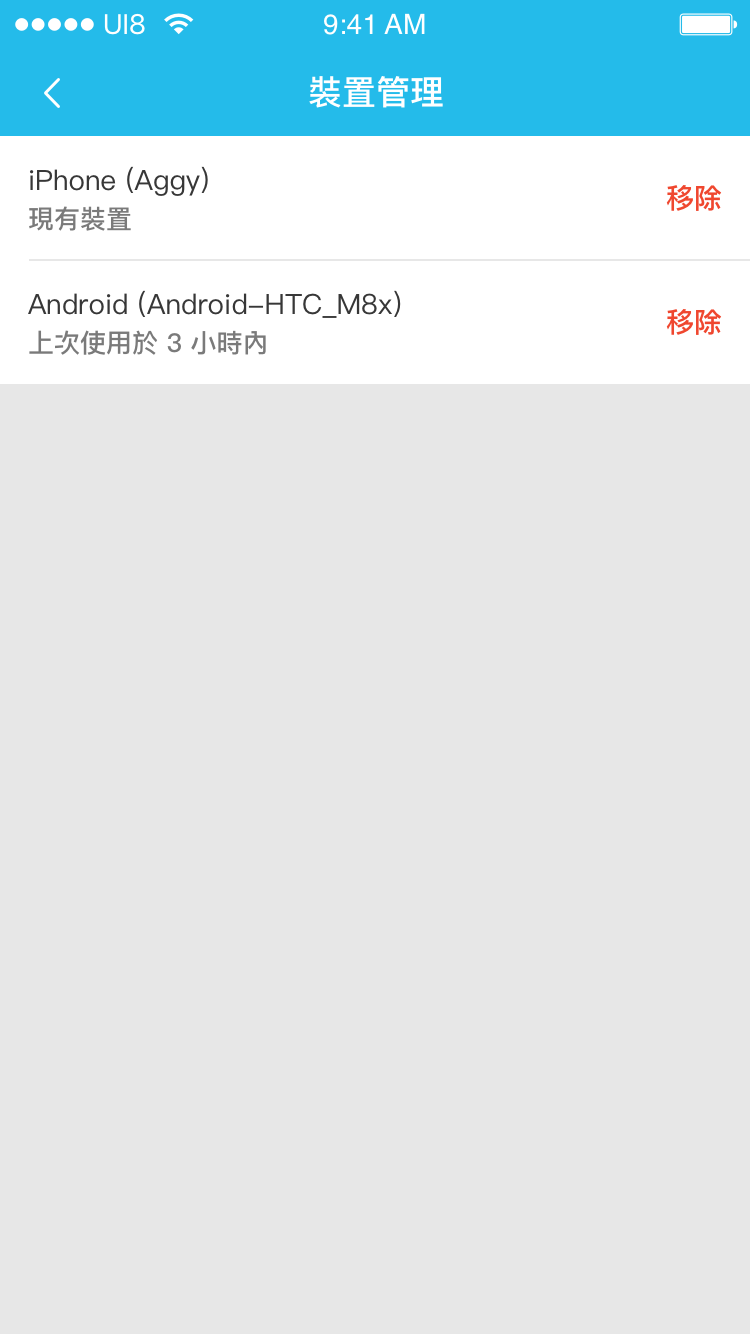 UI8 9:41 AM
裝置管理
iPhone (Aggy)
現有裝置
移除
Android (Android-HTC_M8x)
上次使用於 3 小時內
移除